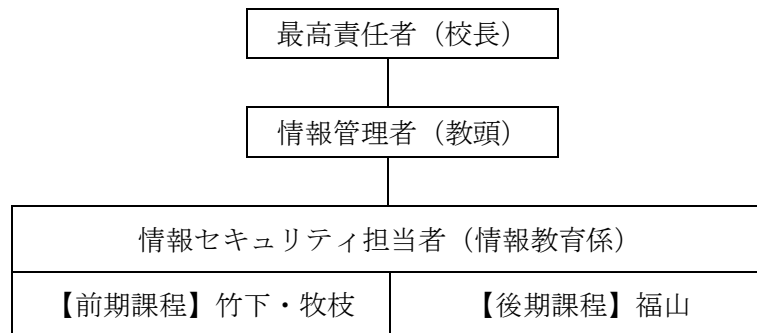 最高責任者（校長）
情報管理者（教頭）
情報セキュリティ担当者（情報教育係）
【前期課程】竹下・牧枝
【後期課程】福山